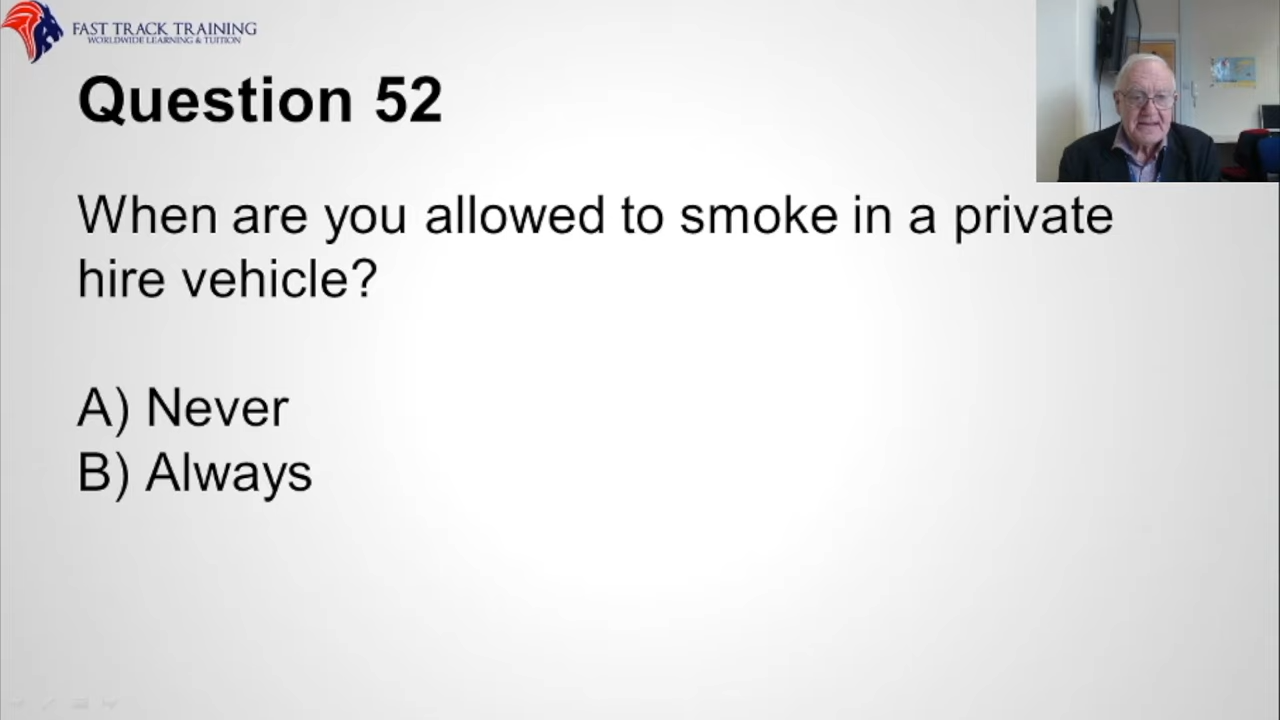 FAST TRACK TRAINING
WORLDWIDE LEARNING & TUITION
Question 52
When are you allowed to smoke in a private
hire vehicle?
A) Never
B) Always